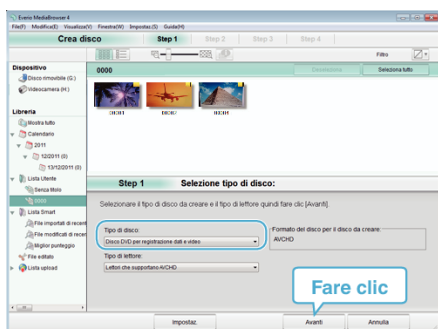 Everio MediaBrowser 4
File(F) Modifica(E) Visualizza(V) Finestra(W) Impostaz.(S) Guida(H)
Crea disco
Step 1 Step 2 Step 3 Step 4
Filtro
Dispositivo
Disco rimovibile (G:)
Videocamera (H:)
0000
Deseleziona
Seleziona tutto
Libreria
Mostra tutto
Calendario
2011
12/2011 (0)
13/12/2011 (0)
Lista Utente
Senza titolo
0000
Lista Smart
File importati di recent
File modificati di recer
Miglior punteggio
File editato
Lista upload
Step 1 Selezione tipo di disco:
Selezionare il tipo di disco da creare e il tipo di lettore quindi fare clic [Avanti].
Tipo di disco:
Disco DVD per registrazione dati e video
Formato del disco per il disco da creare:
AVCHD
Tipo di lettore:
Lettori che supportano AVCHD
Fare clic
Impostaz.
Avanti
Annulla